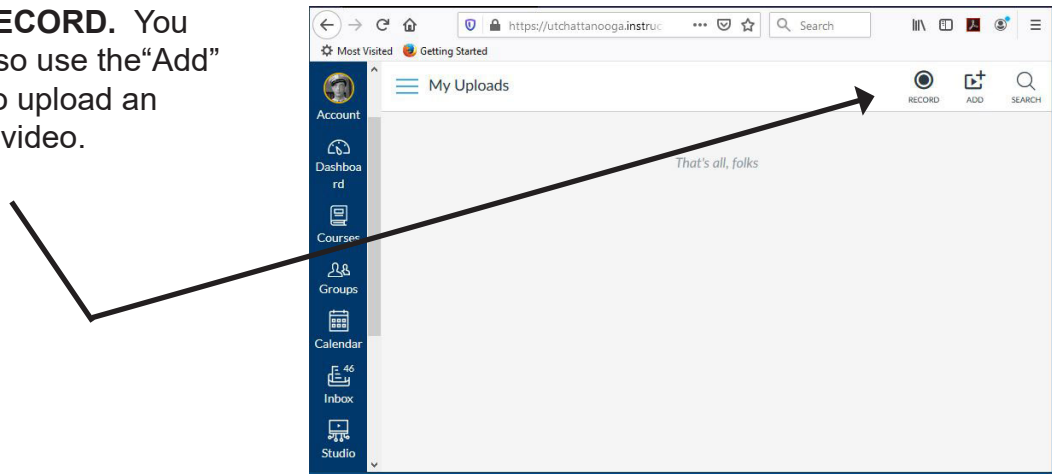 ECORD. You
so use the“Add”
o upload an
video.
https://utchattanooga.instruc
Search
Most Visited Getting Started
My Uploads
RECORD ADD SEARCH
That's all, folks
Account
Dashboa
rd
Courses
Groups
Calendar
46
Inbox
Studio